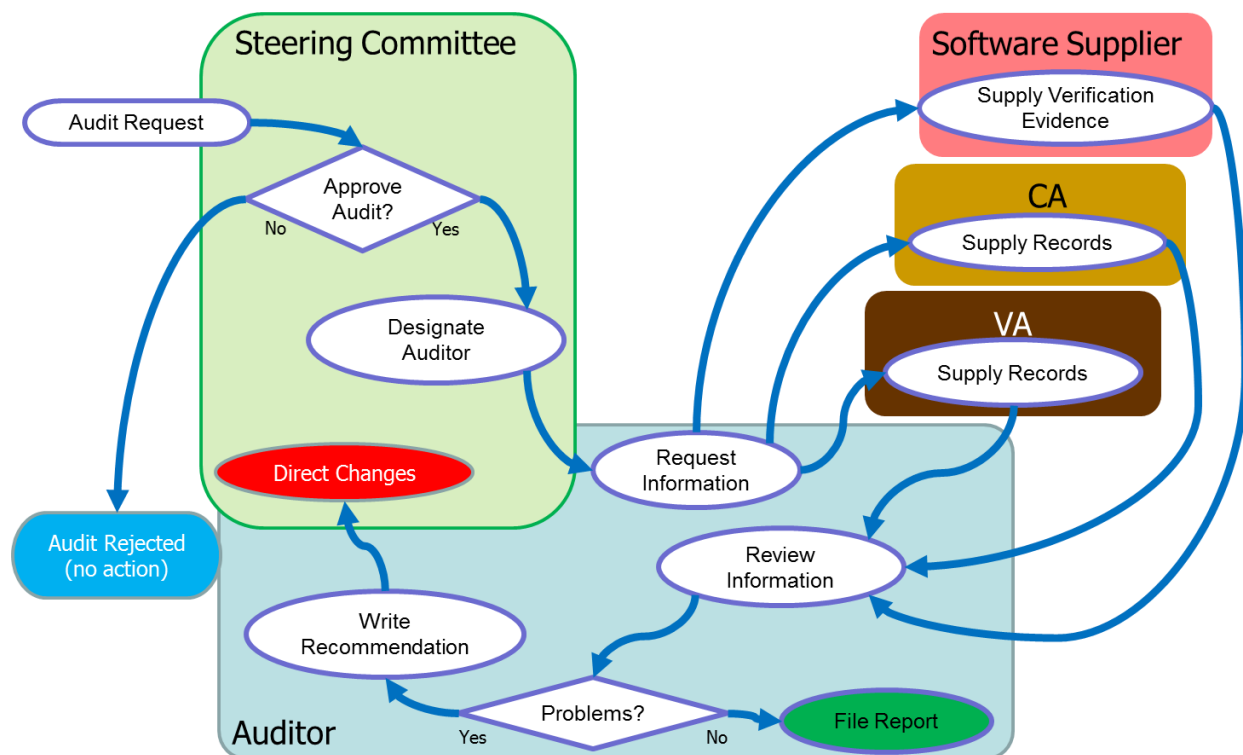 Steering Committee
Software Supplier
Audit Request
Supply Verification
Evidence
Approve
Audit?
No
Yes
CA
Supply Records
Designate
Auditor
VA
Supply Records
Direct Changes
Request
Information
Audit Rejected
(no action)
Review
Information
Write
Recommendation
Problems?
Yes
No
File Report
Auditor